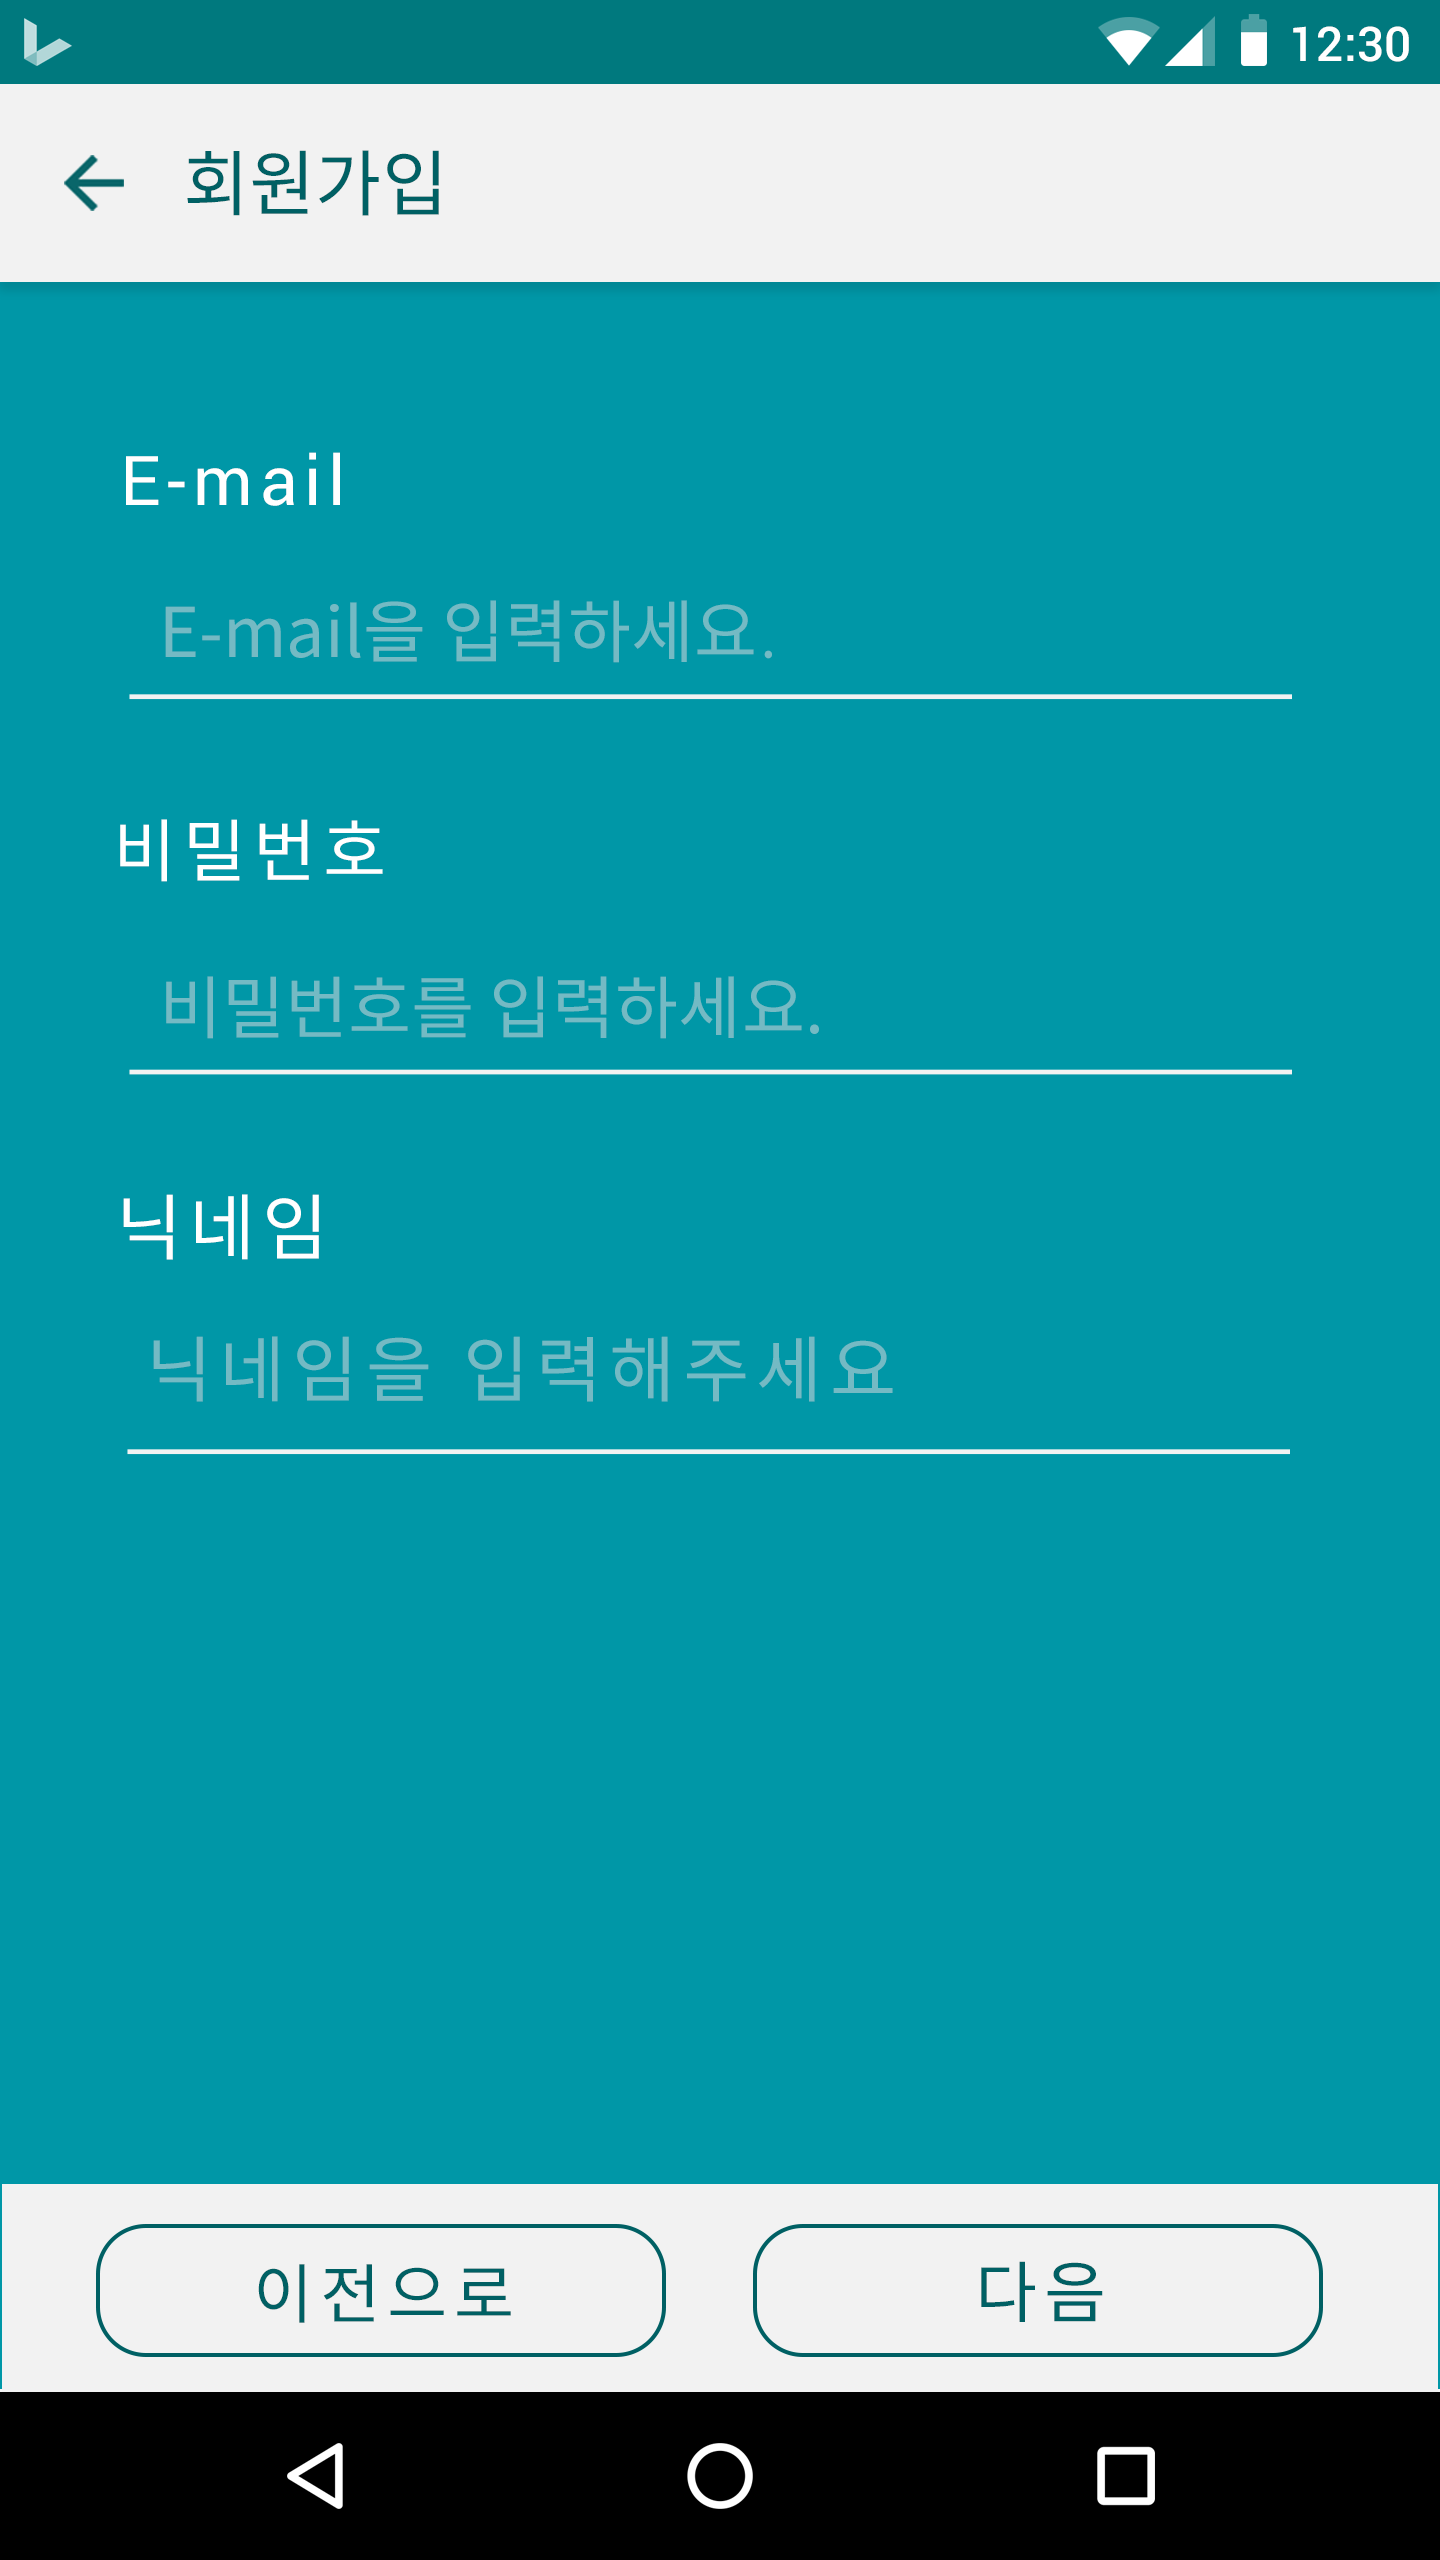 12:30
회원가입
E-mail
E-mail을 입력하세요.
비밀번호
비밀번호를 입력하세요.
닉네임
닉네임을 입력해주세요
이전으로
다음